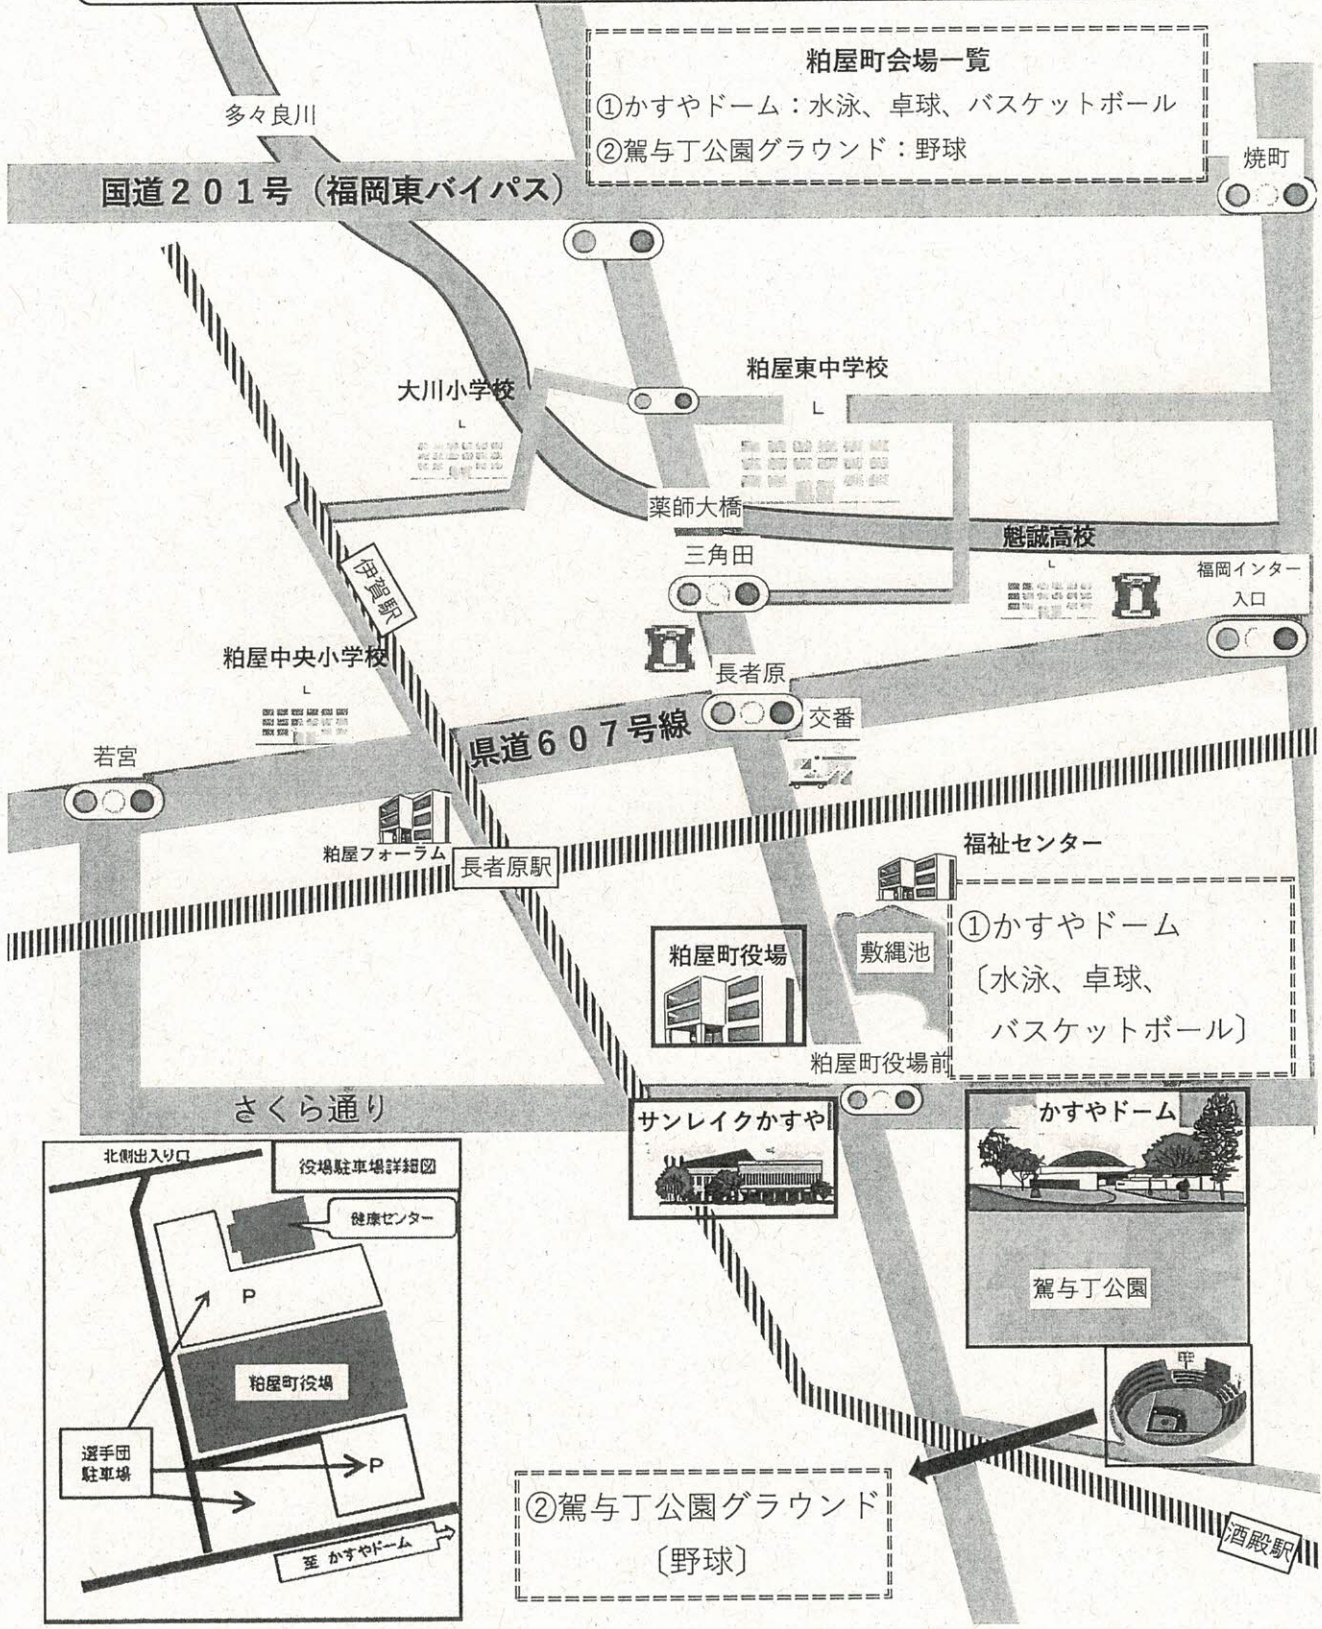 粕屋町会場一覧
①かすやドーム：水泳、卓球、バスケットボール
②駕与丁公園グラウンド：野球
多々良川
焼町
国道２０１号（福岡東バイパス）
粕屋東中学校
大川小学校
薬師大橋
魁誠高校
三角田
福岡インター
入口
伊賀駅
粕屋中央小学校
長者原
交番
県道６０７号線
若宮
粕屋フォーラム
長者原駅
福祉センター
①かすやドーム
〔水泳、卓球、
バスケットボール〕
敷縄池
粕屋町役場
粕屋町役場前
さくら通り
サンレイクかすや
かすやドーム
駕与丁公園
北側出入り口
役場駐車場詳細図
健康センター
P
粕屋町役場
選手団
駐車場
P
至 かすやドーム
②駕与丁公園グラウンド
〔野球〕
酒殿駅